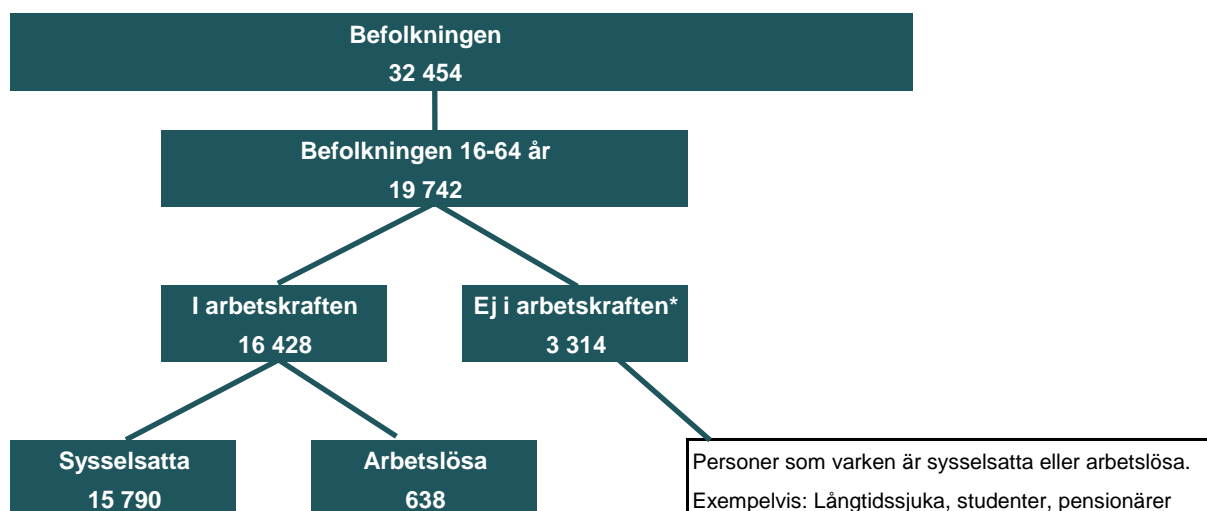 Befolkningen
32 454
Befolkningen 16-64 år
19 742
I arbetskraften
16 428
Ej i arbetskraften*
3 314
Sysselsatta
15 790
Arbetslösa
638
Personer som varken är sysselsatta eller arbetslösa.
Exempelvis: Långtidssjuka, studenter, pensionärer